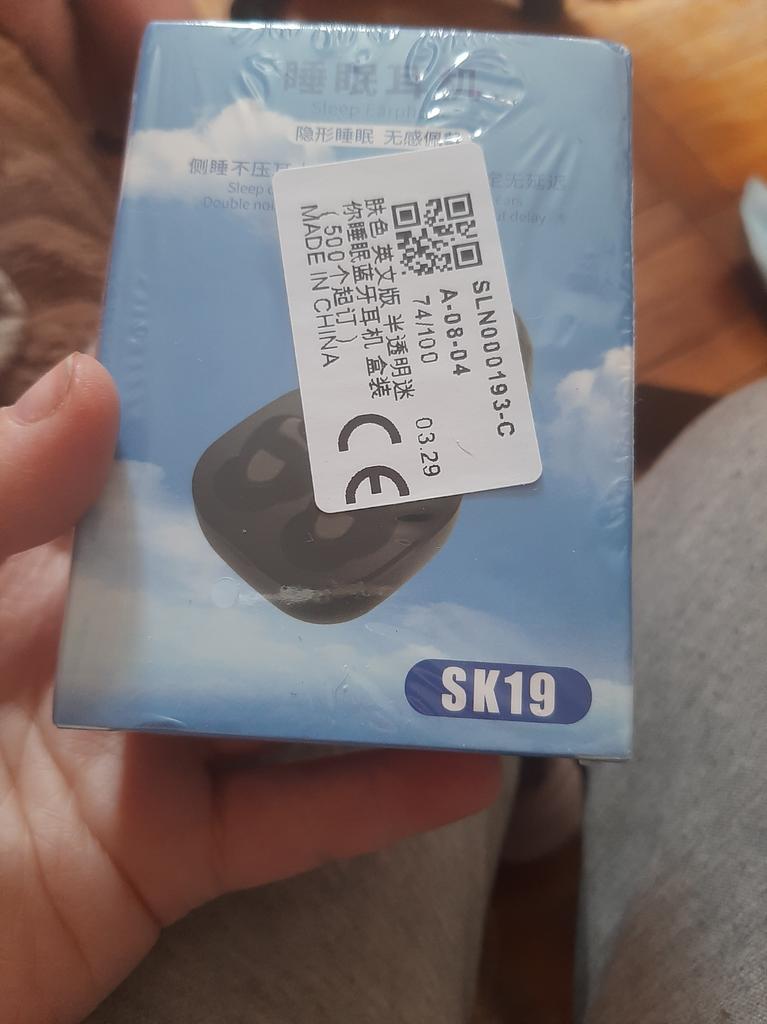 睡眠耳机
Sleep Earph
隐形睡眠 无感佩
侧睡不压耳
无延迟
Sleep
ears
Double
delay
SLN000193-C
A-08-04
74/100 03.29
肤色 英文版 半透明迷
你睡眠蓝牙耳机 盒装
（500个起订）
MADE IN CHINA
CE
SK19